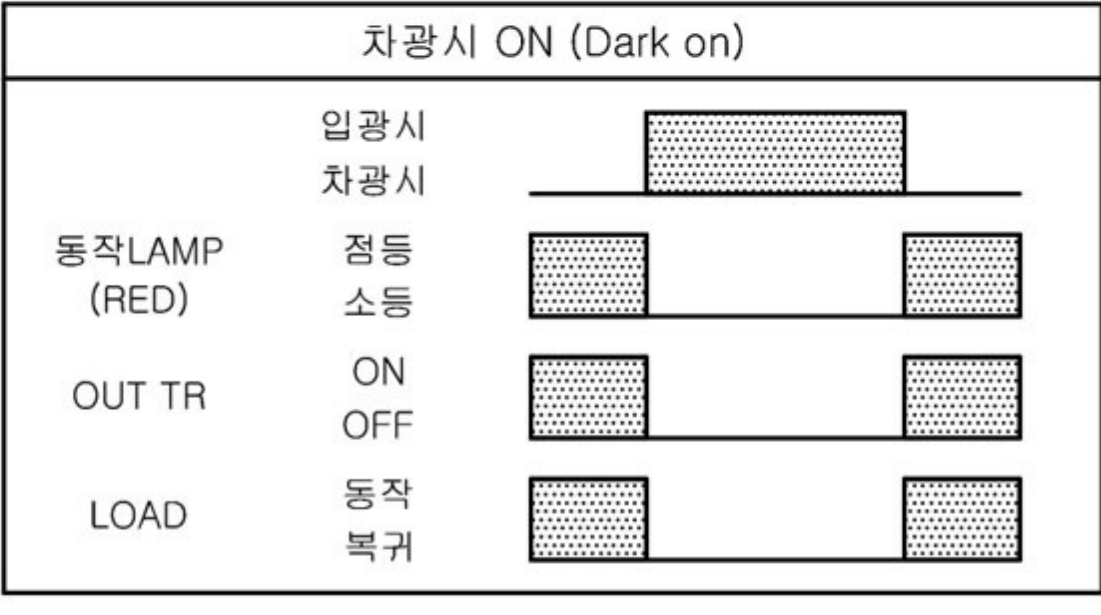 차광시 ON (Dark on)
입광시
차광시
동작LAMP
(RED)
점등
소등
OUT TR
ON
OFF
LOAD
동작
복귀